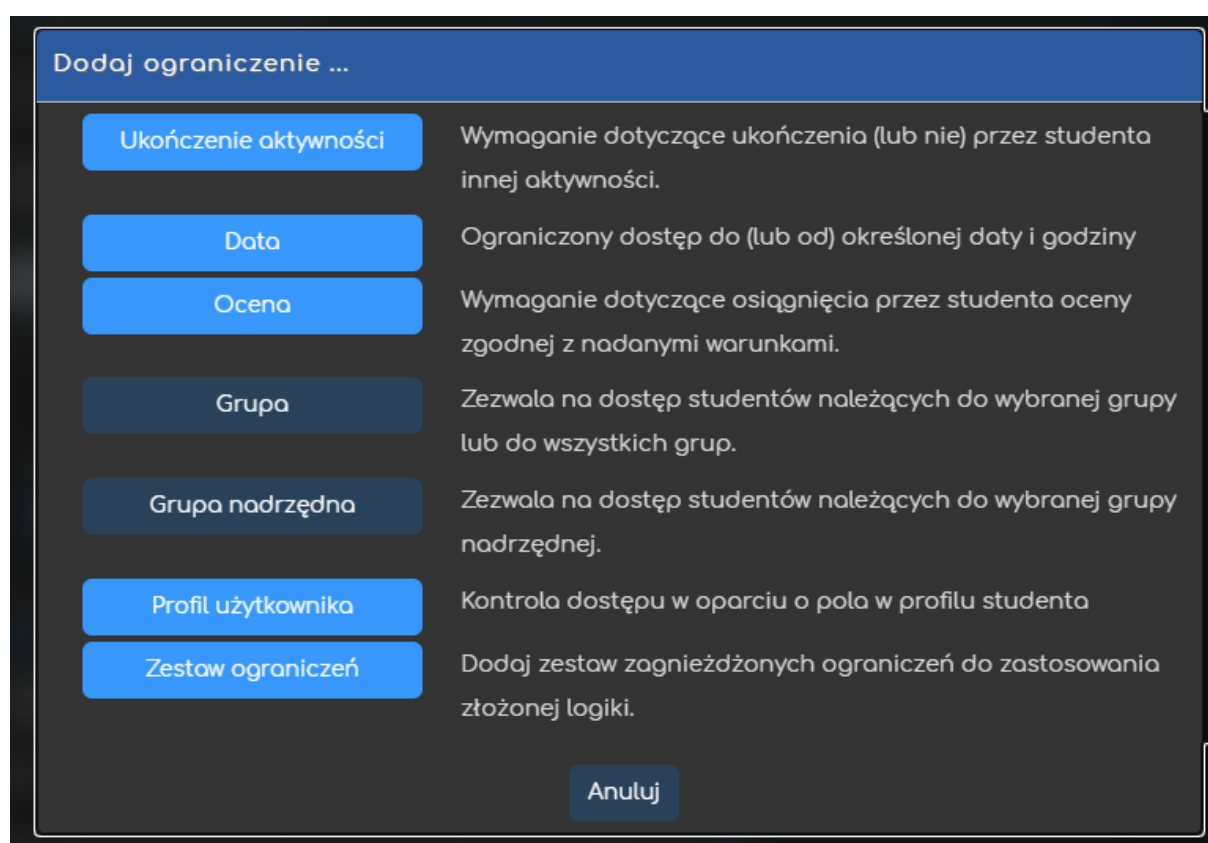 Dodaj ograniczenie ...
Ukończenie aktywności
Wymaganie dotyczące ukończenia (lub nie) przez studenta
innej aktywności.
Data
Ograniczony dostęp do (lub od) określonej daty i godziny
Ocena
Wymaganie dotyczące osiągnięcia przez studenta oceny
zgodnej z nadanymi warunkami.
Grupa
Zezwala na dostęp studentów należących do wybranej grupy
lub do wszystkich grup.
Grupa nadrzędna
Zezwala na dostęp studentów należących do wybranej grupy
nadrzędnej.
Profil użytkownika
Kontrola dostępu w oparciu o pola w profilu studenta
Zestaw ograniczeń
Dodaj zestaw zagnieżdżonych ograniczeń do zastosowania
złożonej logiki.
Anuluj